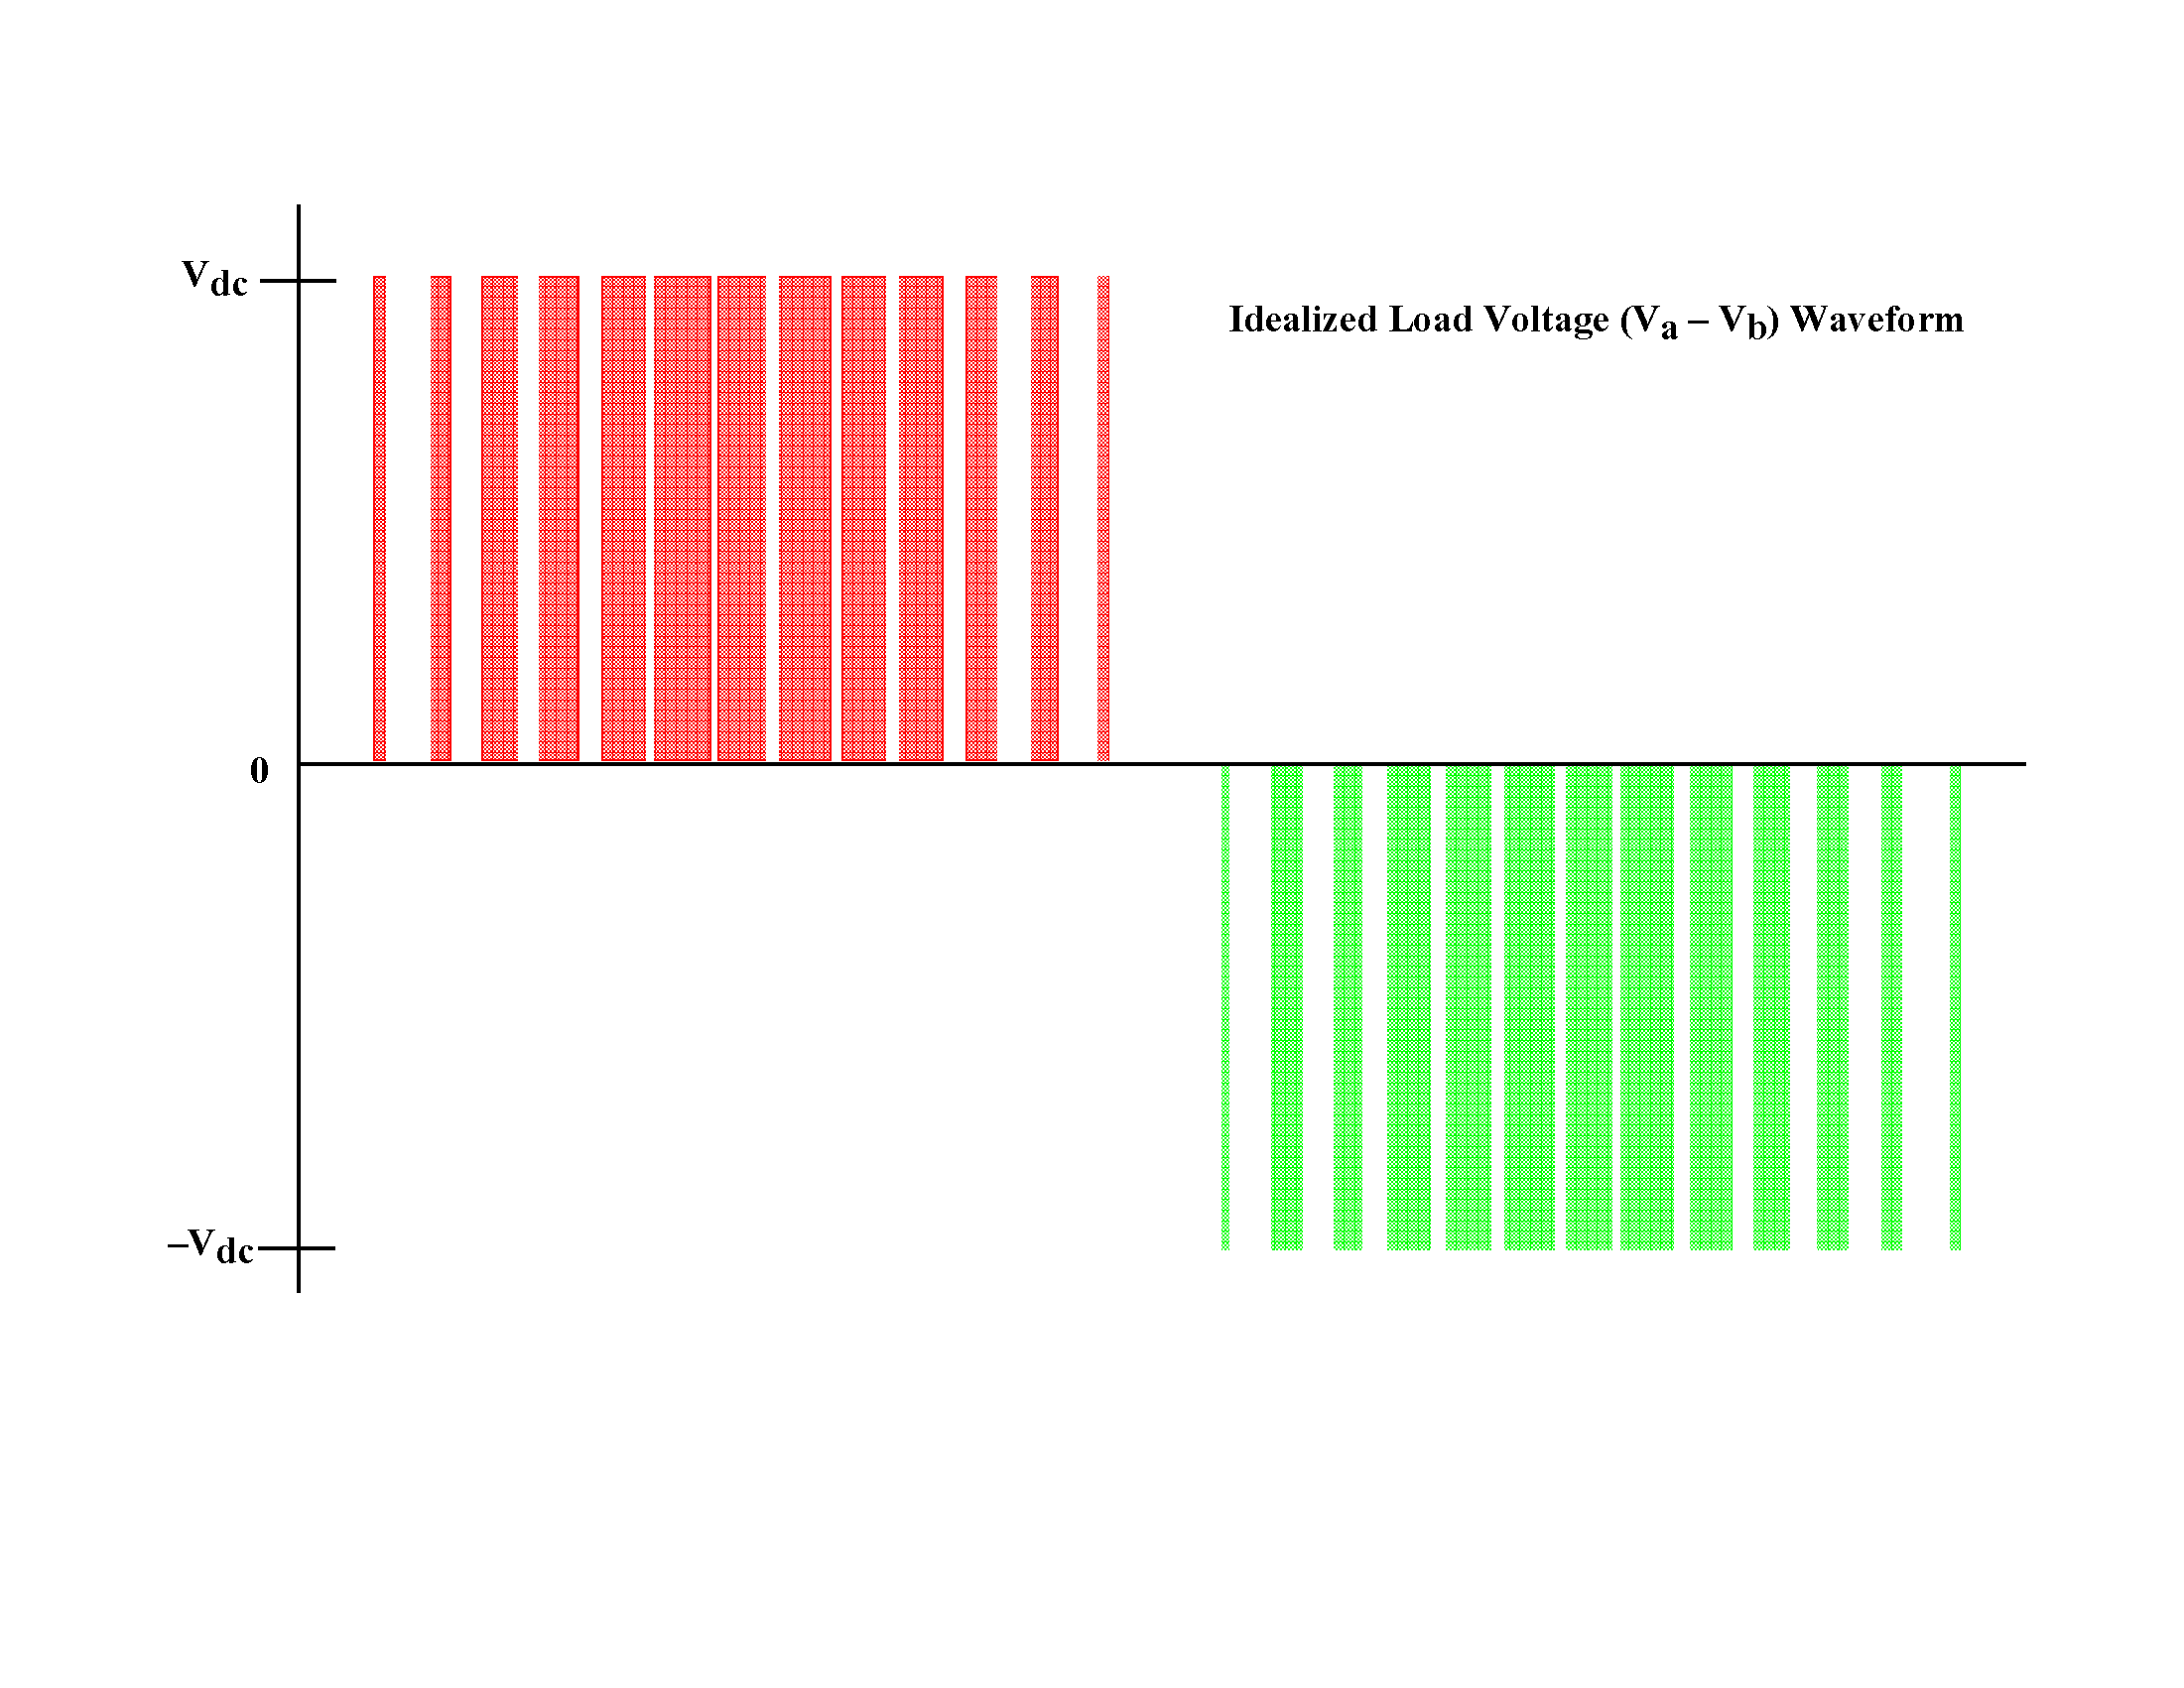 Vdc
Idealized Load Voltage (Va – Vb) Waveform
0
–Vdc